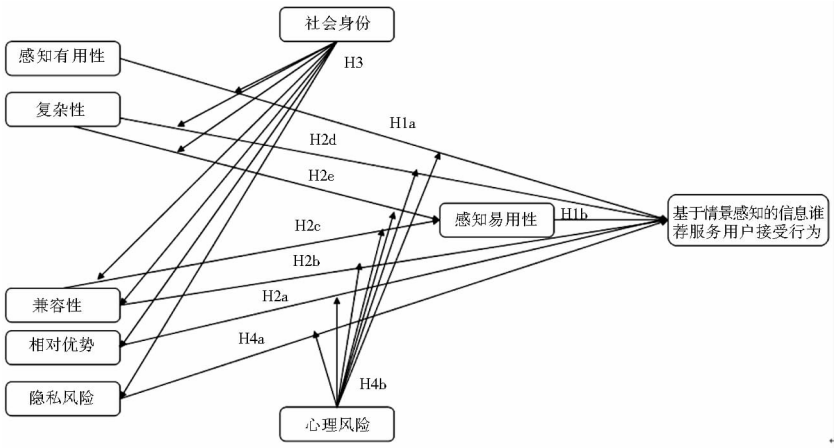 社会身份
感知有用性
H3
复杂性
H1a
H2d
H2e
感知易用性
H1b
基于情景感知的信息谁
荐服务用户接受行为
H2c
H2b
兼容性
H2a
相对优势
H4a
隐私风险
H4b
心理风险